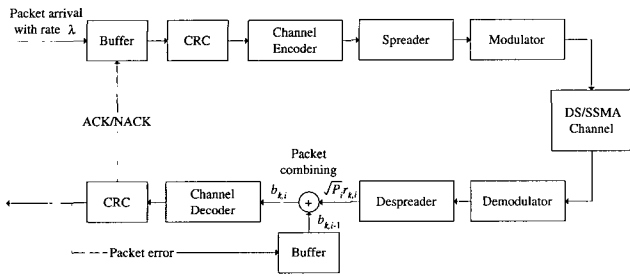 Packet arrival
with rate λ
Buffer
CRC
Channel
Encoder
Spreader
Modulator
DS/SSMA
Channel
ACK/NACK
Packet
combining
CRC
Channel
Decoder
b_{k,i}
+
√P_i r_{k,i}
Despreader
Demodulator
b_{k,i-1}
Packet error
Buffer